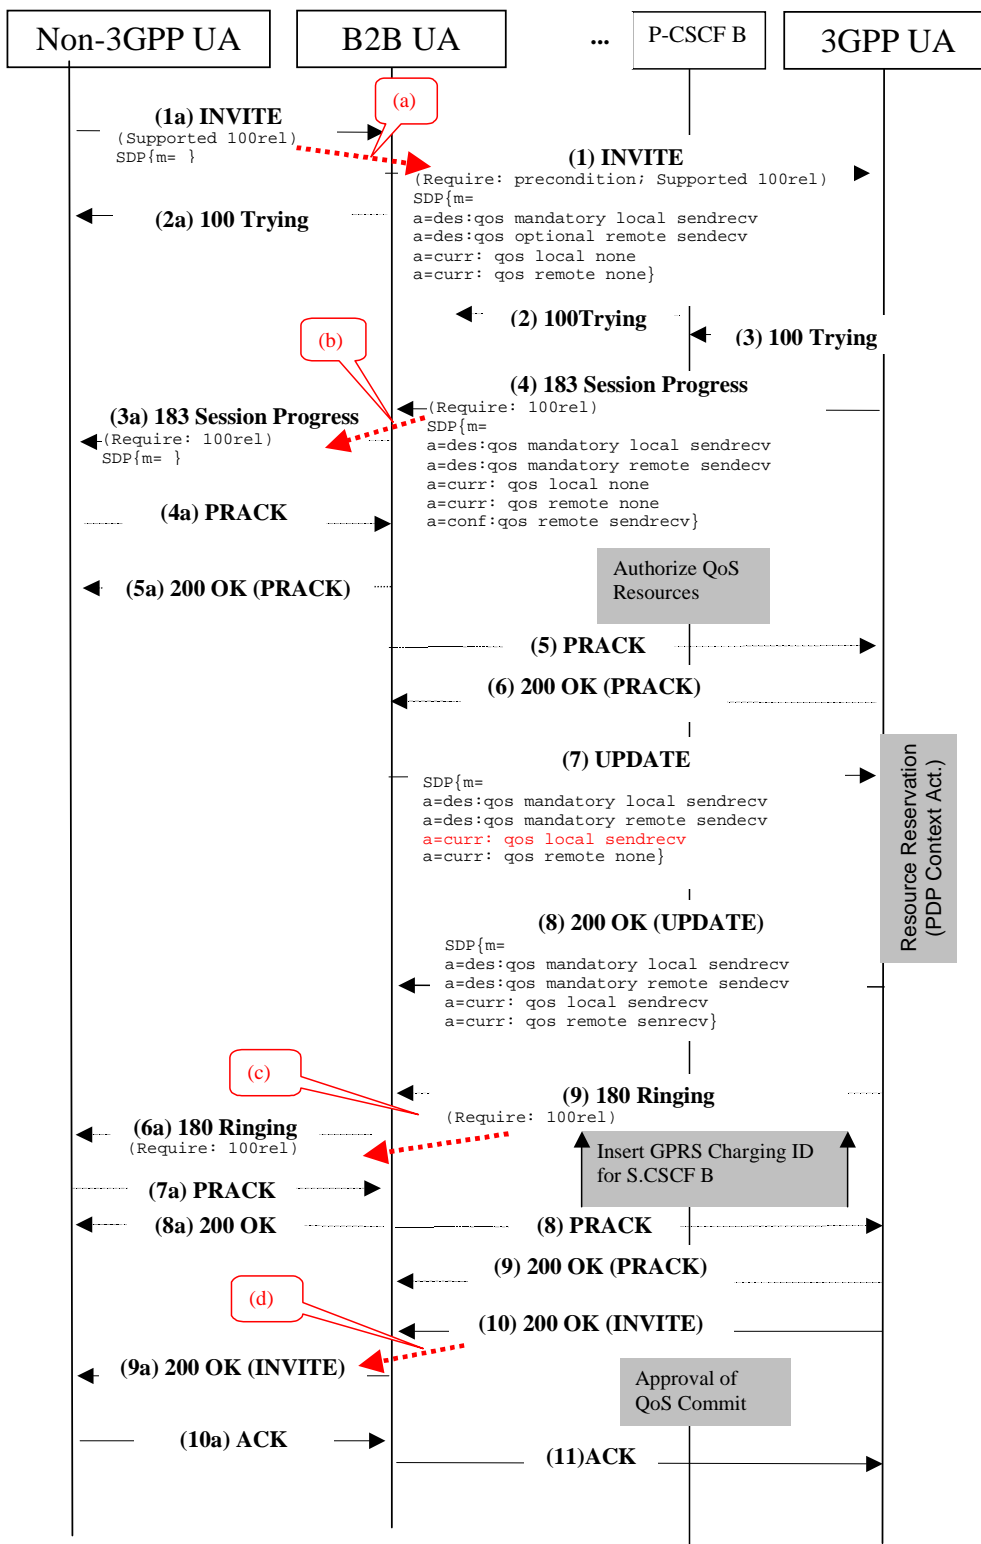 Non-3GPP UA
B2B UA
...
P-CSCF B
3GPP UA
(a)
(1a) INVITE
(Supported 100rel)
SDP{m= }
(1) INVITE
(Require: precondition; Supported 100rel)
SDP{m=
a=des:qos mandatory local sendrecv
a=des:qos optional remote sendecv
a=curr: qos local none
a=curr: qos remote none}
(2a) 100 Trying
(2) 100Trying
(3) 100 Trying
(b)
(4) 183 Session Progress
(Require: 100rel)
SDP{m=
a=des:qos mandatory local sendrecv
a=des:qos mandatory remote sendecv
a=curr: qos local none
a=curr: qos remote none
a=conf:qos remote sendrecv}
(3a) 183 Session Progress
(Require: 100rel)
SDP{m= }
(4a) PRACK
Authorize QoS
Resources
(5a) 200 OK (PRACK)
(5) PRACK
(6) 200 OK (PRACK)
(7) UPDATE
SDP{m=
a=des:qos mandatory local sendrecv
a=des:qos mandatory remote sendecv
a=curr: qos local sendrecv
a=curr: qos remote none}
Resource Reservation
(PDP Context Act.)
(8) 200 OK (UPDATE)
SDP{m=
a=des:qos mandatory local sendrecv
a=des:qos mandatory remote sendecv
a=curr: qos local sendrecv
a=curr: qos remote senrecv}
(c)
(9) 180 Ringing
(Require: 100rel)
(6a) 180 Ringing
(Require: 100rel)
Insert GPRS Charging ID
for S.CSCF B
(7a) PRACK
(8a) 200 OK
(8) PRACK
(9) 200 OK (PRACK)
(d)
(10) 200 OK (INVITE)
(9a) 200 OK (INVITE)
Approval of
QoS Commit
(10a) ACK
(11)ACK